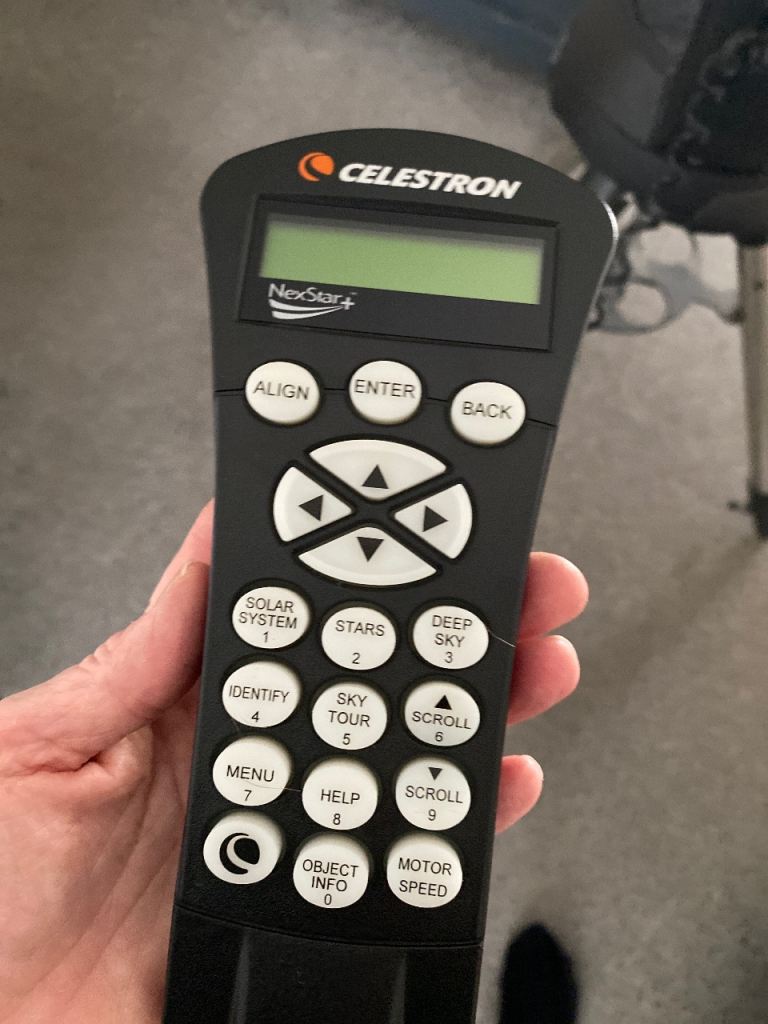 CELESTRON
NexStar+™
ALIGN
ENTER
BACK
SOLAR
SYSTEM
1
STARS
2
DEEP
SKY
3
IDENTIFY
4
SKY
TOUR
5
SCROLL
6
MENU
7
HELP
8
SCROLL
9
OBJECT
INFO
0
MOTOR
SPEED